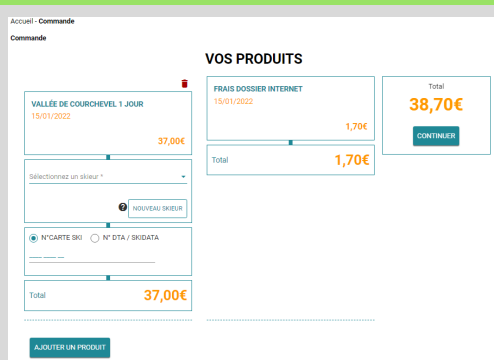 Accueil - Commande
Commande
VOS PRODUITS
VALLÉE DE COURCHEVEL 1 JOUR
15/01/2022
37,00€
Sélectionnez un skieur *
NOUVEAU SKIEUR
N°CARTE SKI
N° DTA / SKIDATA
Total
37,00€
AJOUTER UN PRODUIT
FRAIS DOSSIER INTERNET
15/01/2022
1,70€
Total
1,70€
Total
38,70€
CONTINUER